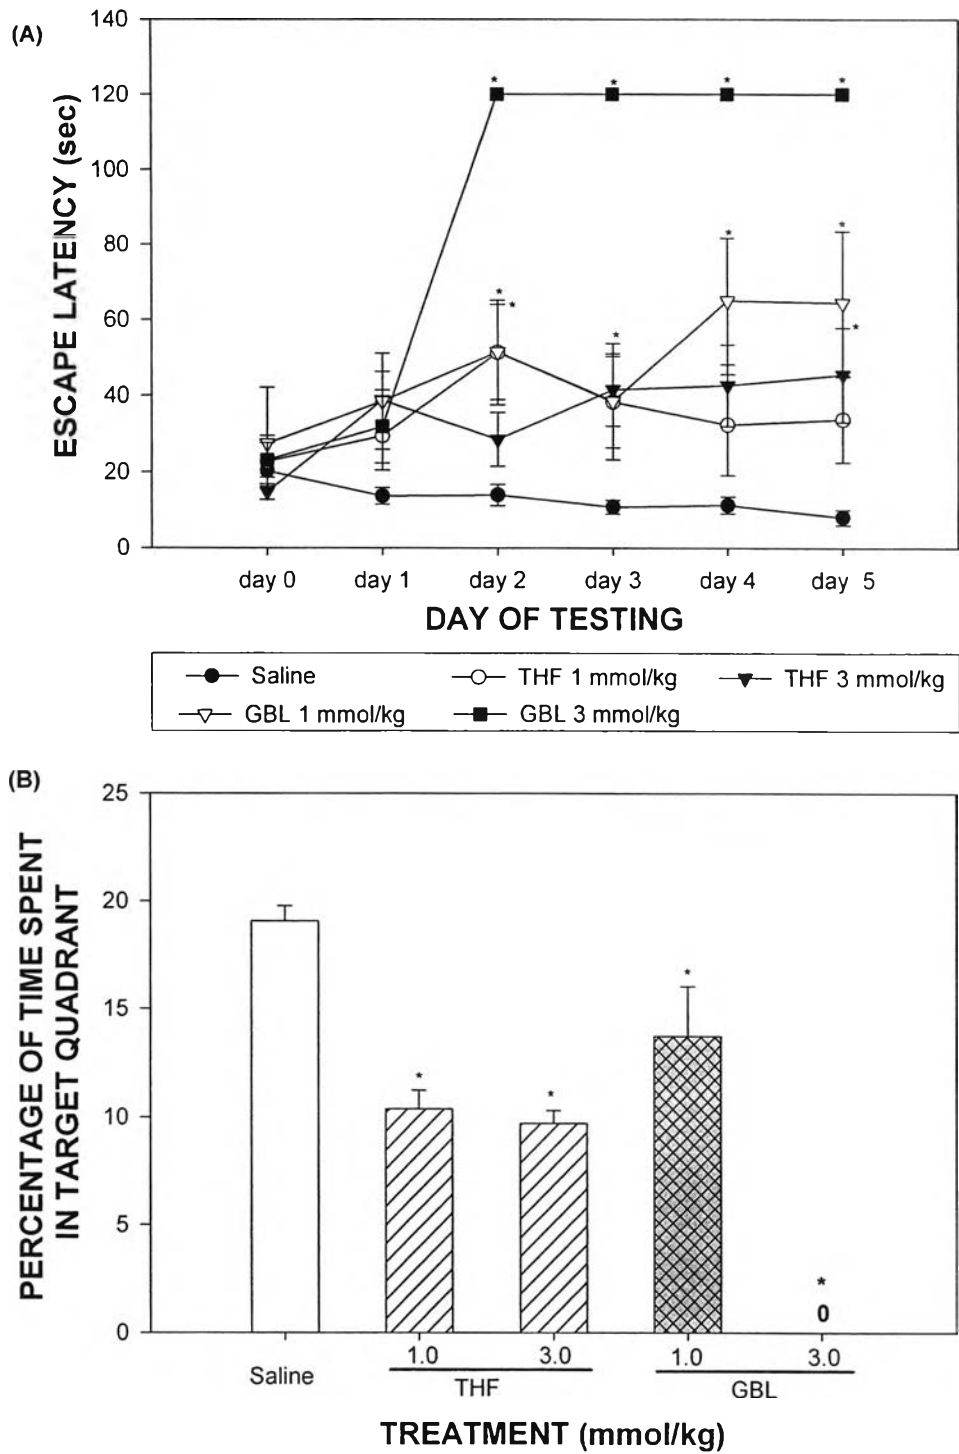 (A)
140
120
100
80
60
40
20
0
ESCAPE LATENCY (sec)
* * * *
* * * * * *
day 0 day 1 day 2 day 3 day 4 day 5
DAY OF TESTING
Saline THF 1 mmol/kg THF 3 mmol/kg
GBL 1 mmol/kg GBL 3 mmol/kg
(B)
25
20
15
10
5
0
PERCENTAGE OF TIME SPENT
IN TARGET QUADRANT
* * * *
0
Saline 1.0 3.0 1.0 3.0
THF GBL
TREATMENT (mmol/kg)